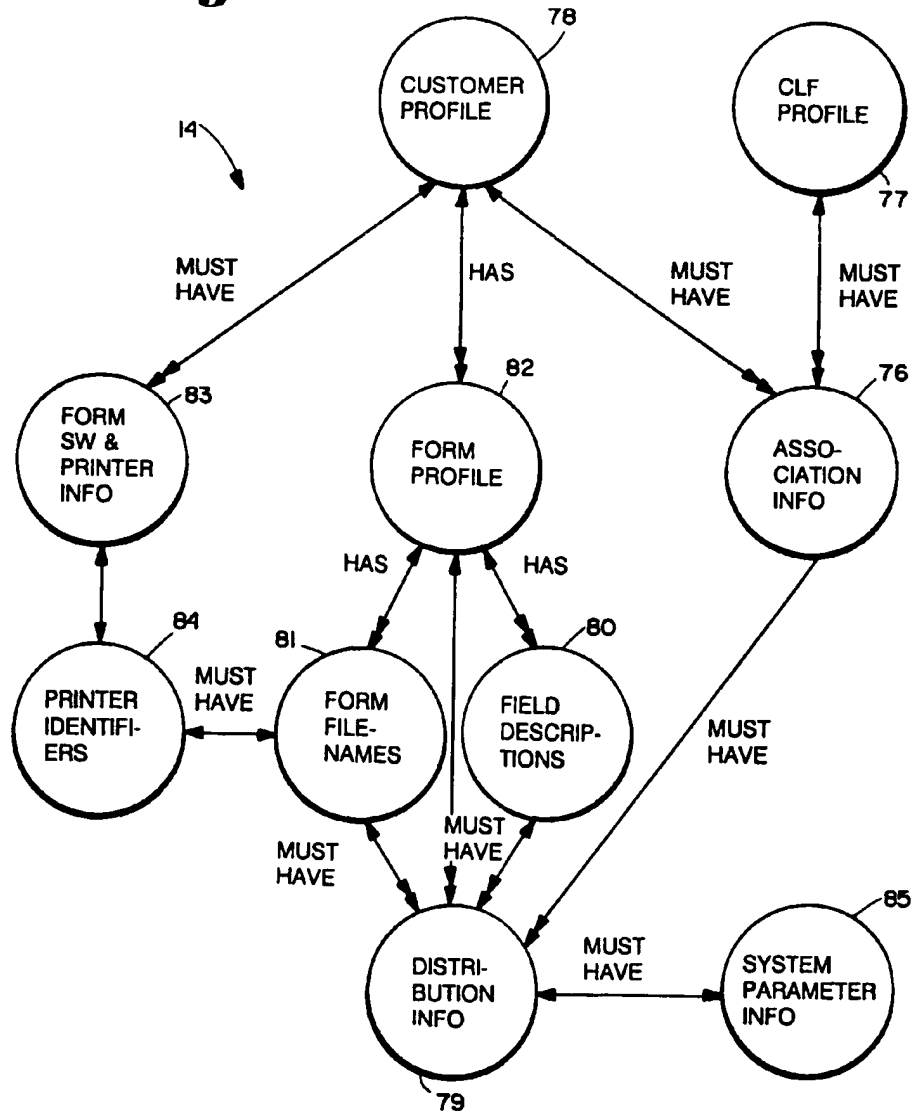 78
CUSTOMER
PROFILE
CLF
PROFILE
77
14
MUST
HAVE
HAS
MUST
HAVE
MUST
HAVE
83
FORM
SW &
PRINTER
INFO
82
FORM
PROFILE
76
ASSO-
CIATION
INFO
HAS
HAS
84
PRINTER
IDENTIFI-
ERS
MUST
HAVE
81
FORM
FILE-
NAMES
80
FIELD
DESCRIP-
TIONS
MUST
HAVE
MUST
HAVE
MUST
HAVE
DISTRI-
BUTION
INFO
79
MUST
HAVE
85
SYSTEM
PARAMETER
INFO